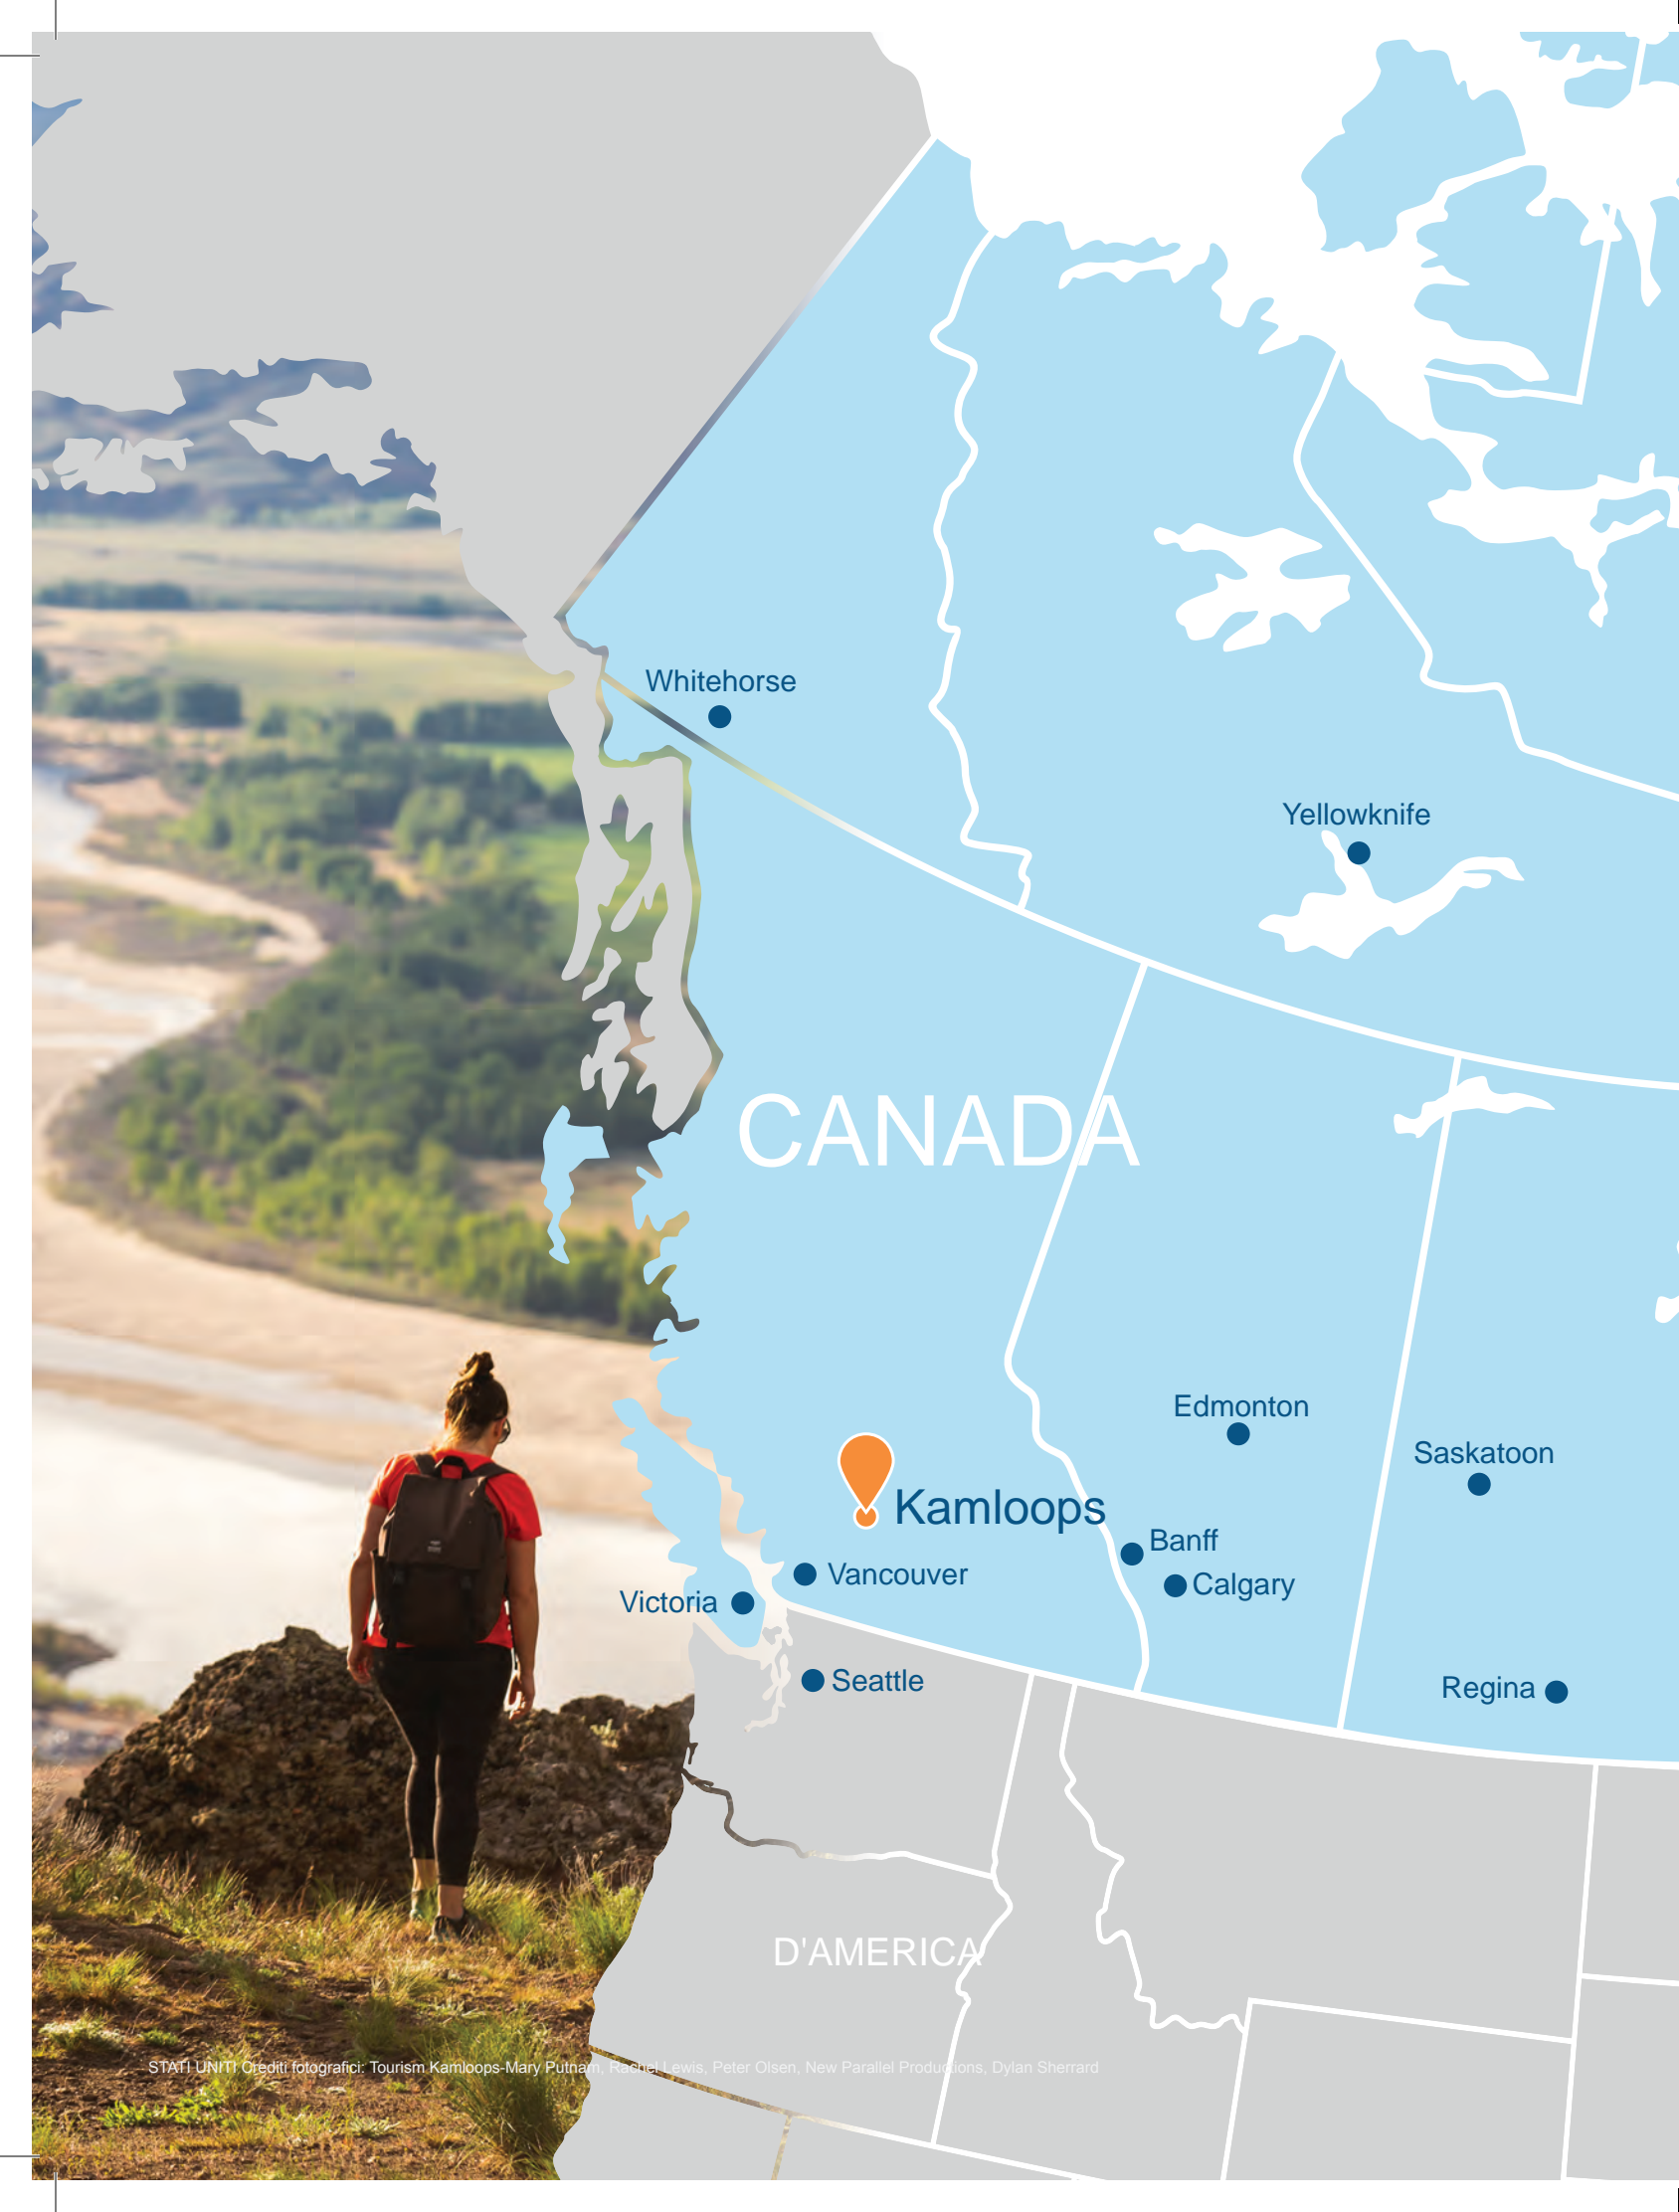 Whitehorse
Yellowknife
CANADA
Edmonton
Saskatoon
Kamloops
Banff
Vancouver
Calgary
Victoria
Seattle
Regina
D'AMERICA
STATI UNITI Crediti fotografici: Tourism Kamloops-Mary Putnam, Rachel Lewis, Peter Olsen, New Parallel Productions, Dylan Sherrard